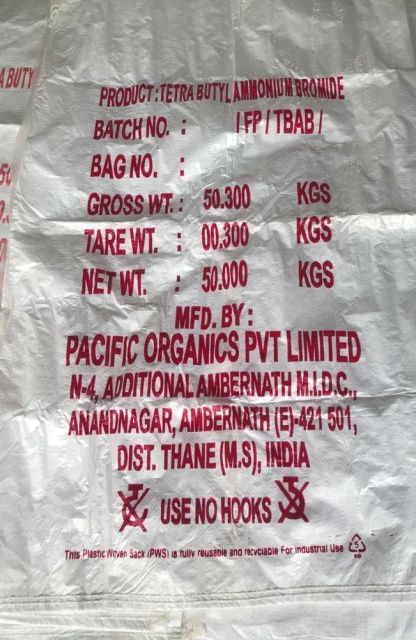 PRODUCT : TETRA BUTYL AMMONIUM BROMIDE
BATCH NO. : IFP / TBAB /
BAG NO. :
GROSS WT. : 50.300 KGS
TARE WT. : 00.300 KGS
NET WT. : 50.000 KGS
MFD. BY :
PACIFIC ORGANICS PVT LIMITED
N-4, ADDITIONAL AMBERNATH M.I.D.C.,
ANANDNAGAR, AMBERNATH (E)-421 501,
DIST. THANE (M.S), INDIA
USE NO HOOKS
This Plastic Woven Sack (PWS) is fully reusable and recyclable For Industrial Use
5